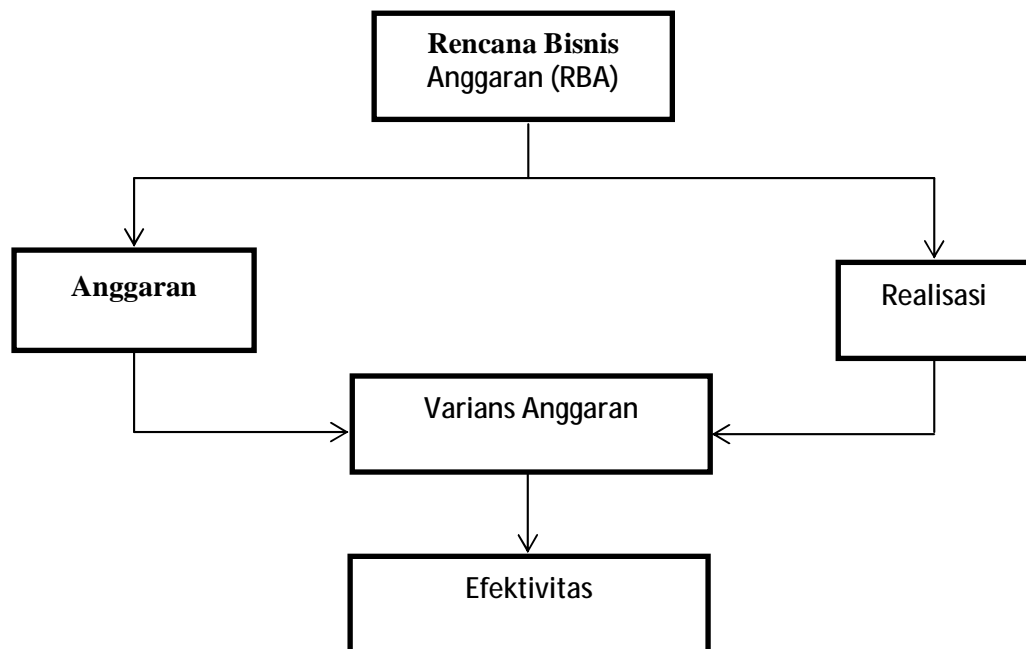 Rencana Bisnis
Anggaran (RBA)
Anggaran
Realisasi
Varians Anggaran
Efektivitas